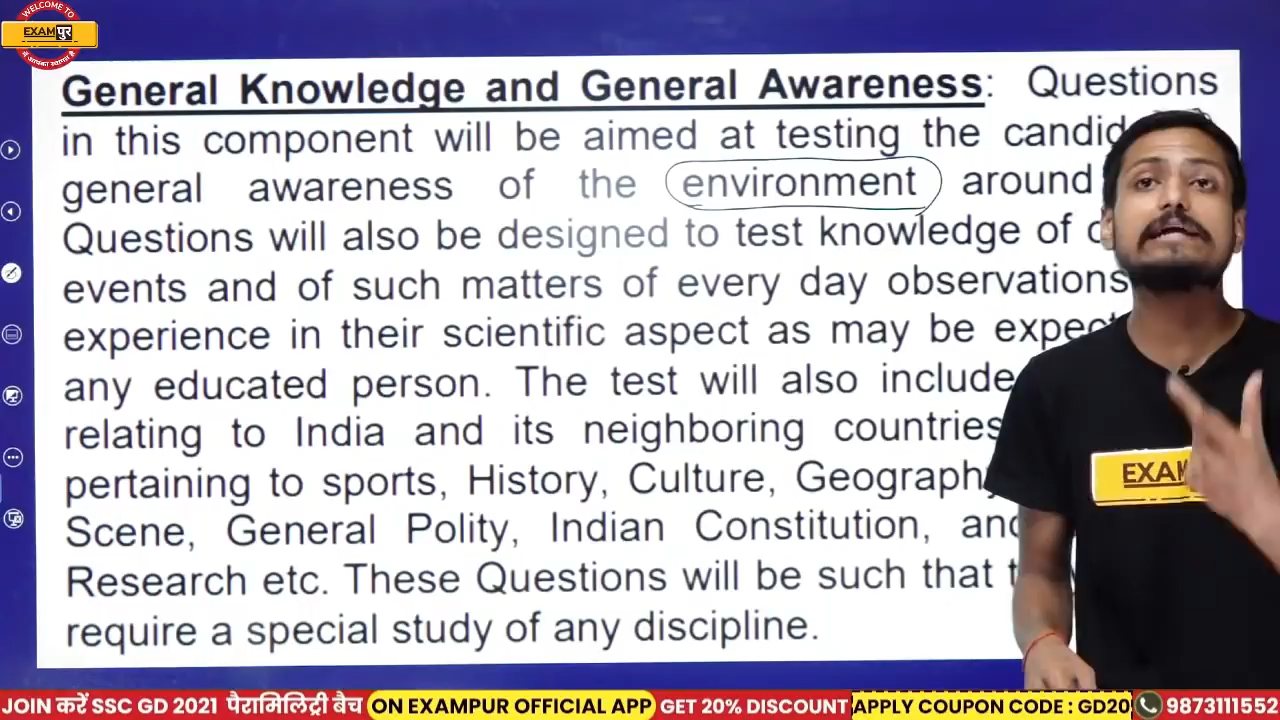 WELCOME TO
EXAMपुर
में आपका स्वागत है
General Knowledge and General Awareness: Questions
in this component will be aimed at testing the
general awareness of the environment around
Questions will also be designed to test knowledge of
events and of such matters of every day observations
experience in their scientific aspect as may be
any educated person. The test will also include
relating to India and its neighboring countries
pertaining to sports, History, Culture, Geography
Scene, General Polity, Indian Constitution,
Research etc. These Questions will be such that
require a special study of any discipline.
EXAM
JOIN करें SSC GD 2021 पैरामिलिट्री बैच ON EXAMPUR OFFICIAL APP GET 20% DISCOUNT APPLY COUPON CODE : GD20 9873111552